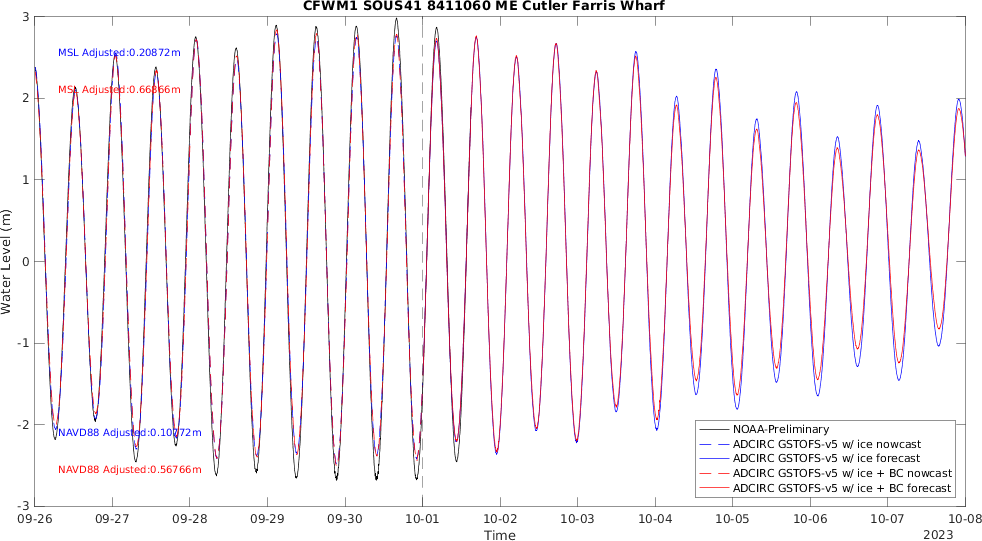 CFWM1 SOUS41 8411060 ME Cutler Farris Wharf
3
2
1
0
-1
-2
-3
Water Level (m)
MSL Adjusted:0.20872m
MSL Adjusted:0.66866m
NAVD88 Adjusted:0.10772m
NAVD88 Adjusted:0.56766m
NOAA-Preliminary
ADCIRC GSTOFS-v5 w/ ice nowcast
ADCIRC GSTOFS-v5 w/ ice forecast
ADCIRC GSTOFS-v5 w/ ice + BC nowcast
ADCIRC GSTOFS-v5 w/ ice + BC forecast
09-26 09-27 09-28 09-29 09-30 10-01 10-02 10-03 10-04 10-05 10-06 10-07 10-08
Time
2023